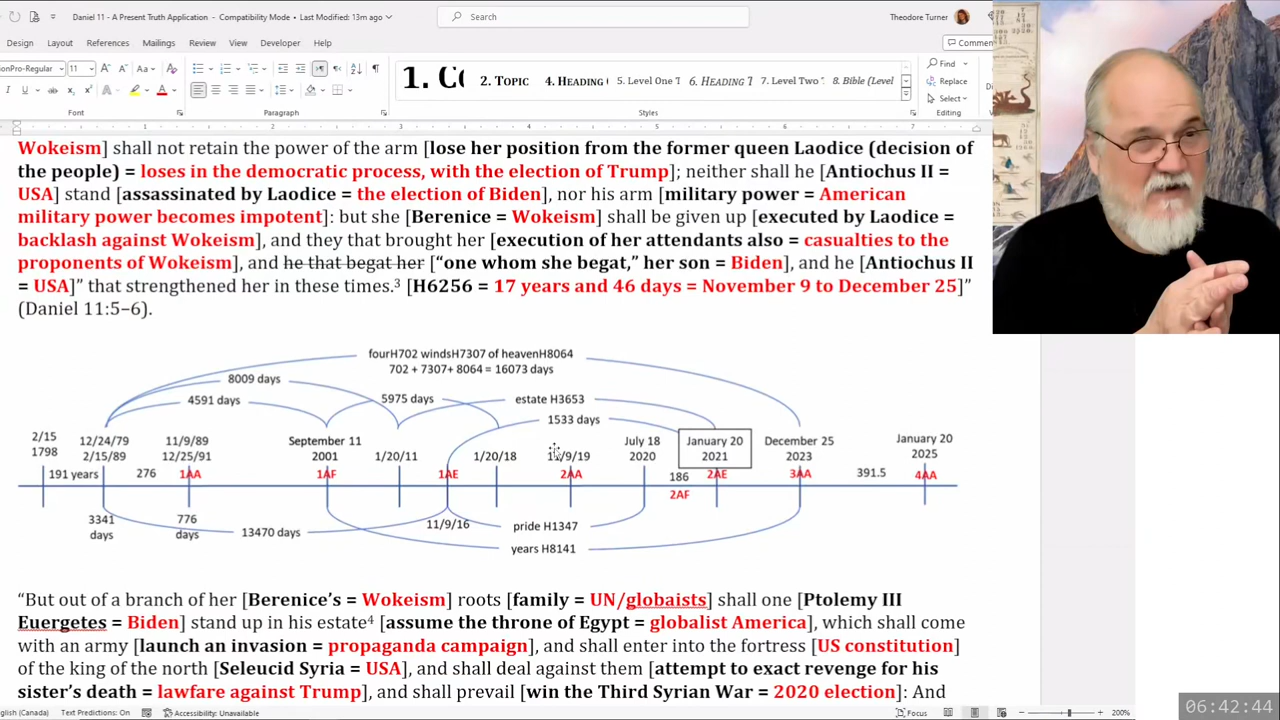 Daniel 11 - A Present Truth Application - Compatibility Mode • Last Modified: 13m ago
Search
Theodore Turner
Design Layout References Mailings Review View Developer Help
Commen
onPro-Regular 11
1. Co 2. TOPIC 4. HEADING 5. Level One 'I 6. HEADING 7. Level Two ' 8. Bible (Level
Find
Replace
Select
Font Paragraph Styles Editing
1 2 3 4 5 6 7
Wokeism] shall not retain the power of the arm [lose her position from the former queen Laodice (decision of
the people) = loses in the democratic process, with the election of Trump]; neither shall he [Antiochus II =
USA] stand [assassinated by Laodice = the election of Biden], nor his arm [military power = American
military power becomes impotent]: but she [Berenice = Wokeism] shall be given up [executed by Laodice =
backlash against Wokeism], and they that brought her [execution of her attendants also = casualties to the
proponents of Wokeism], and he that begat her [“one whom she begat,” her son = Biden], and he [Antiochus II
= USA]” that strengthened her in these times.³ [H6256 = 17 years and 46 days = November 9 to December 25]”
(Daniel 11:5–6).
fourH702 windsH7307 of heavenH8064
702 + 7307+ 8064 = 16073 days
8009 days
4591 days
5975 days
estate H3653
1533 days
2/15
1798
191 years
12/24/79
2/15/89
276
11/9/89
12/25/91
1AA
September 11
2001
1AF
1/20/11
1AE
1/20/18
11/9/19
2AA
July 18
2020
186
2AF
January 20
2021
2AE
December 25
2023
3AA
391.5
January 20
2025
4AA
3341
days
776
days
13470 days
11/9/16
pride H1347
years H8141
“But out of a branch of her [Berenice’s = Wokeism] roots [family = UN/globaists] shall one [Ptolemy III
Euergetes = Biden] stand up in his estate⁴ [assume the throne of Egypt = globalist America], which shall come
with an army [launch an invasion = propaganda campaign], and shall enter into the fortress [US constitution]
of the king of the north [Seleucid Syria = USA], and shall deal against them [attempt to exact revenge for his
sister’s death = lawfare against Trump], and shall prevail [win the Third Syrian War = 2020 election]: And
nglish (Canada) Text Predictions: On Accessibility: Unavailable Focus 200%
06:42:44